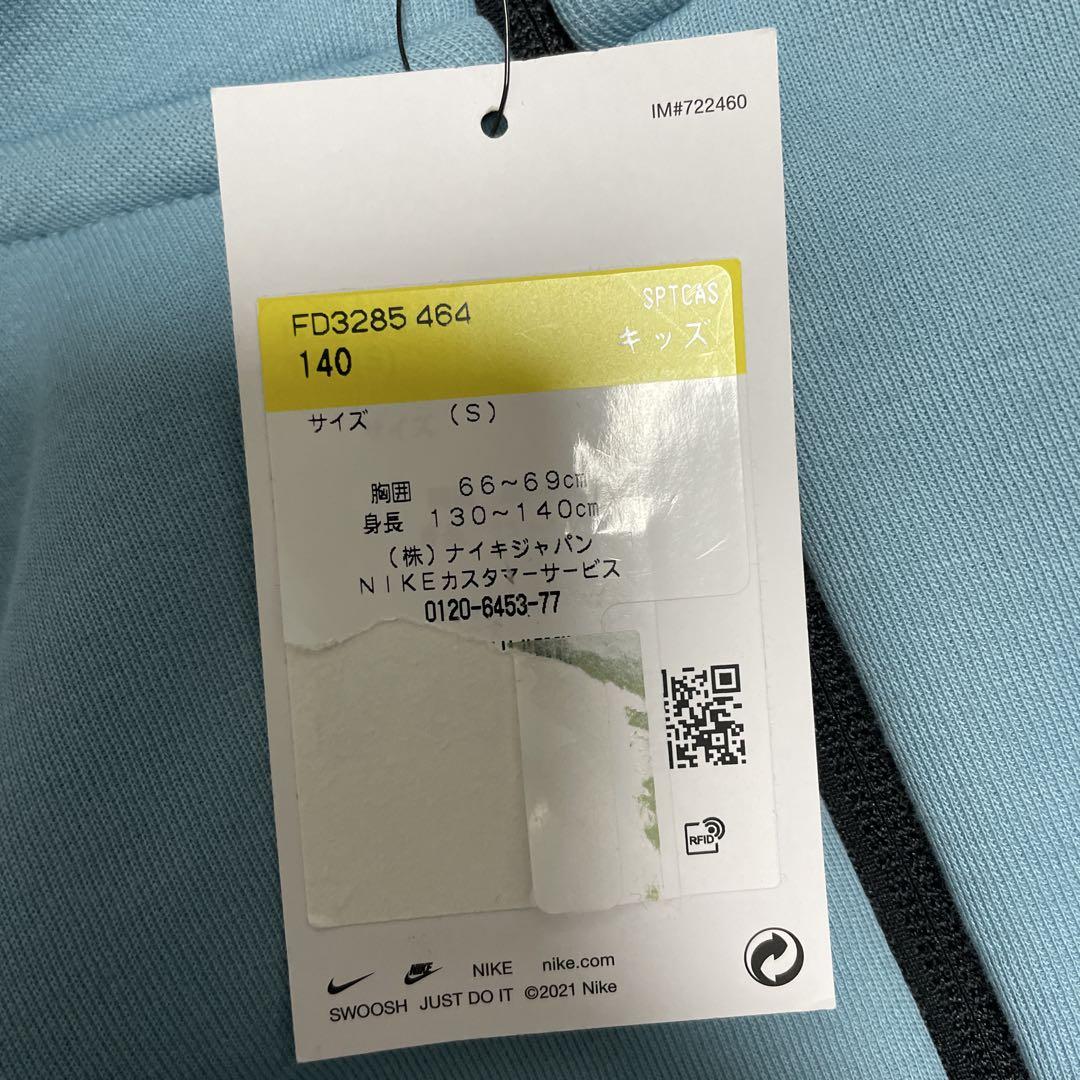 IM#722460
FD3285 464
SPTCAS
140
キッズ
サイズ （S）
胸囲 66～69cm
身長 130～140cm
（株）ナイキジャパン
NIKEカスタマーサービス
0120-6453-77
RFID
NIKE NIKE nike.com
SWOOSH JUST DO IT ©2021 Nike